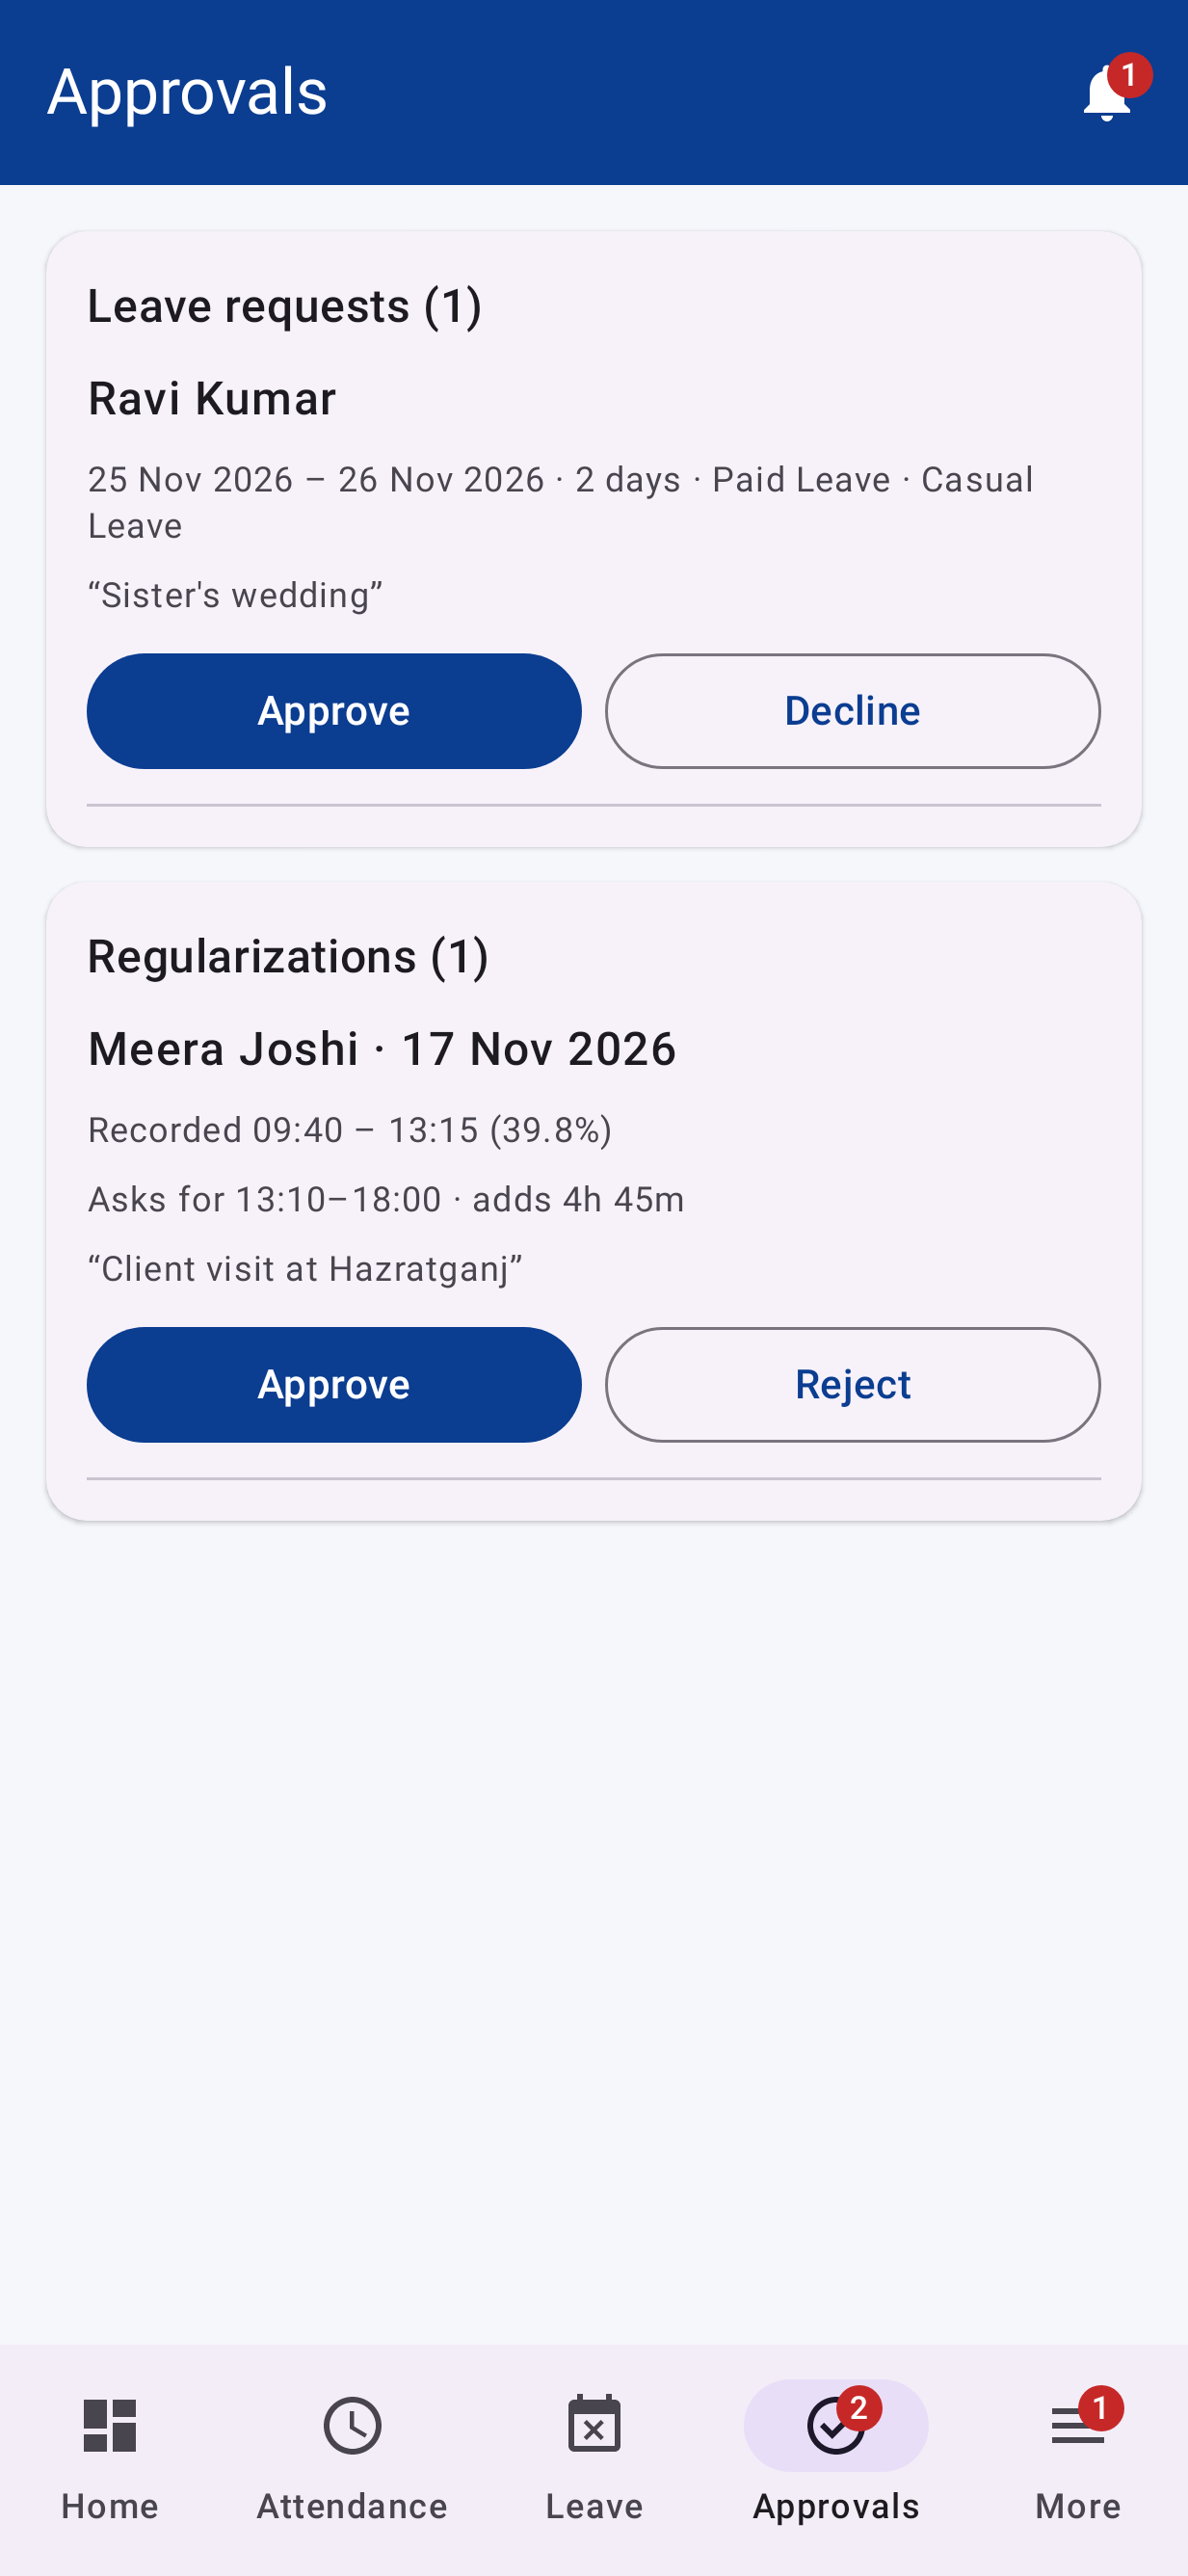 Approvals
1
Leave requests (1)
Ravi Kumar
25 Nov 2026 – 26 Nov 2026 · 2 days · Paid Leave · Casual
Leave
“Sister's wedding”
Approve
Decline
Regularizations (1)
Meera Joshi · 17 Nov 2026
Recorded 09:40 – 13:15 (39.8%)
Asks for 13:10–18:00 · adds 4h 45m
“Client visit at Hazratganj”
Approve
Reject
2
1
Home
Attendance
Leave
Approvals
More